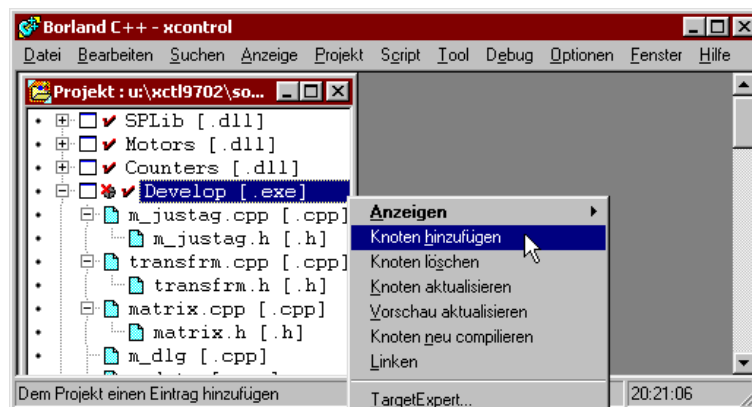 Borland C++ - xcontrol
Datei Bearbeiten Suchen Anzeige Projekt Script Tool Debug Optionen Fenster Hilfe
Projekt : u:\xctl9702\so...
SPLib [.dll]
Motors [.dll]
Counters [.dll]
Develop [.exe]
m_justag.cpp [.cpp]
m_justag.h [.h]
transfrm.cpp [.cpp]
transfrm.h [.h]
matrix.cpp [.cpp]
matrix.h [.h]
m_dlg [.cpp]
Anzeigen
Knoten hinzufügen
Knoten löschen
Knoten aktualisieren
Vorschau aktualisieren
Knoten neu compilieren
Linken
TargetExpert...
Dem Projekt einen Eintrag hinzufügen
20:21:06